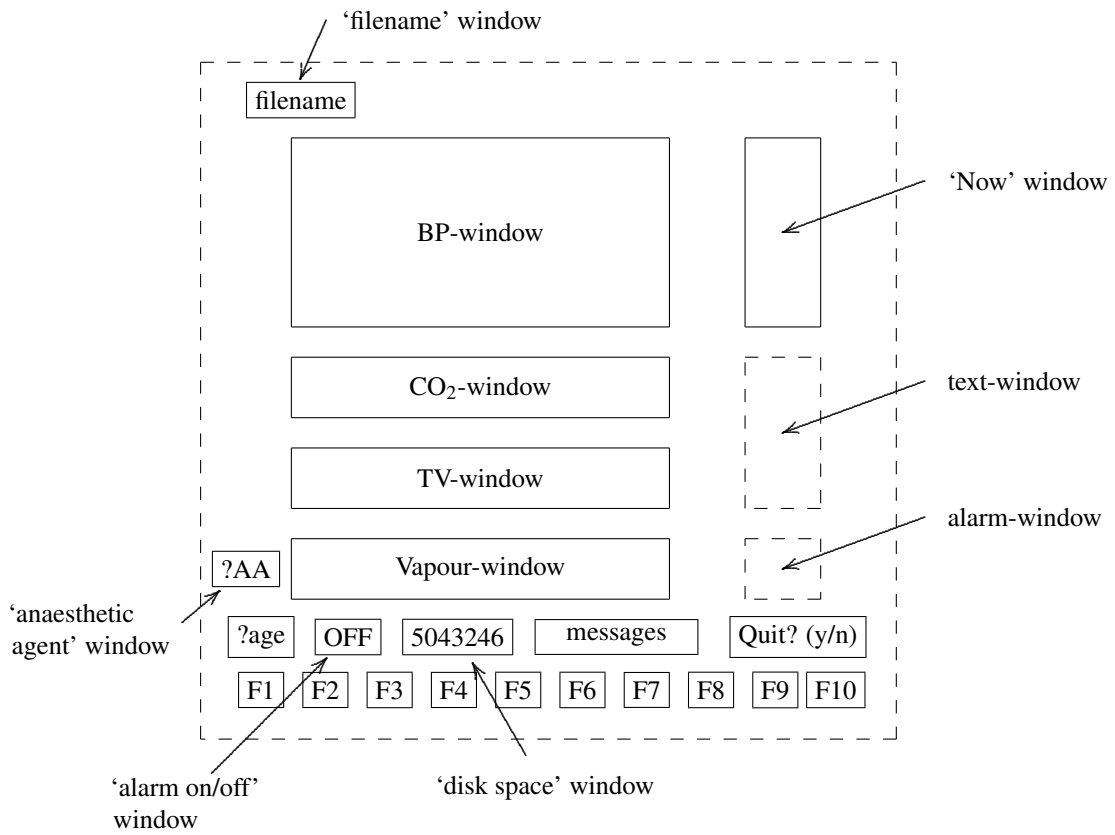 ‘filename’ window
filename
BP-window
‘Now’ window
CO₂-window
text-window
TV-window
alarm-window
Vapour-window
?AA
‘anaesthetic
agent’ window
?age
OFF
5043246
messages
Quit? (y/n)
F1 F2 F3 F4 F5 F6 F7 F8 F9 F10
‘alarm on/off’
window
‘disk space’ window